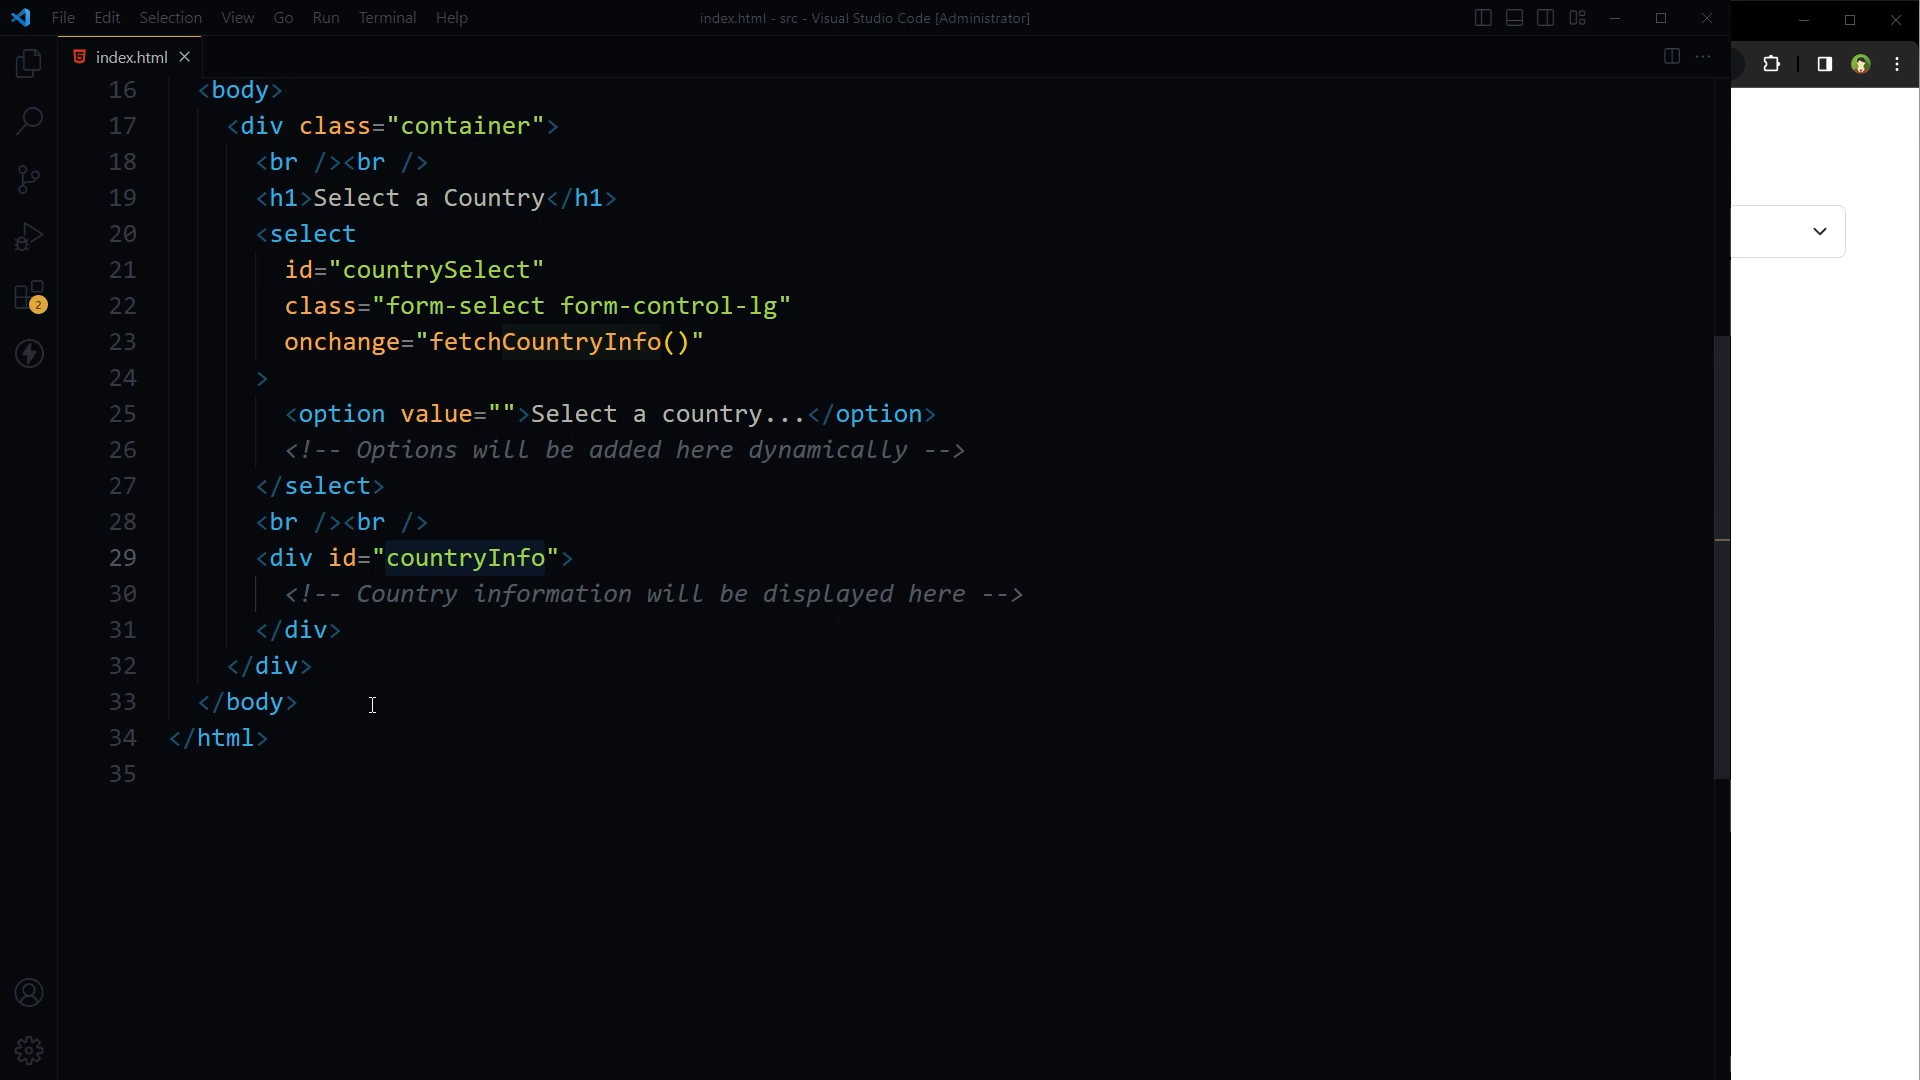 File Edit Selection View Go Run Terminal Help index.html - src - Visual Studio Code [Administrator]
index.html
16 <body>
17 <div class="container">
18 <br /><br />
19 <h1>Select a Country</h1>
20 <select
21 id="countrySelect"
22 class="form-select form-control-lg"
23 onchange="fetchCountryInfo()"
24 >
25 <option value="">Select a country...</option>
26 <!-- Options will be added here dynamically -->
27 </select>
28 <br /><br />
29 <div id="countryInfo">
30 <!-- Country information will be displayed here -->
31 </div>
32 </div>
33 </body>
34 </html>
35
2